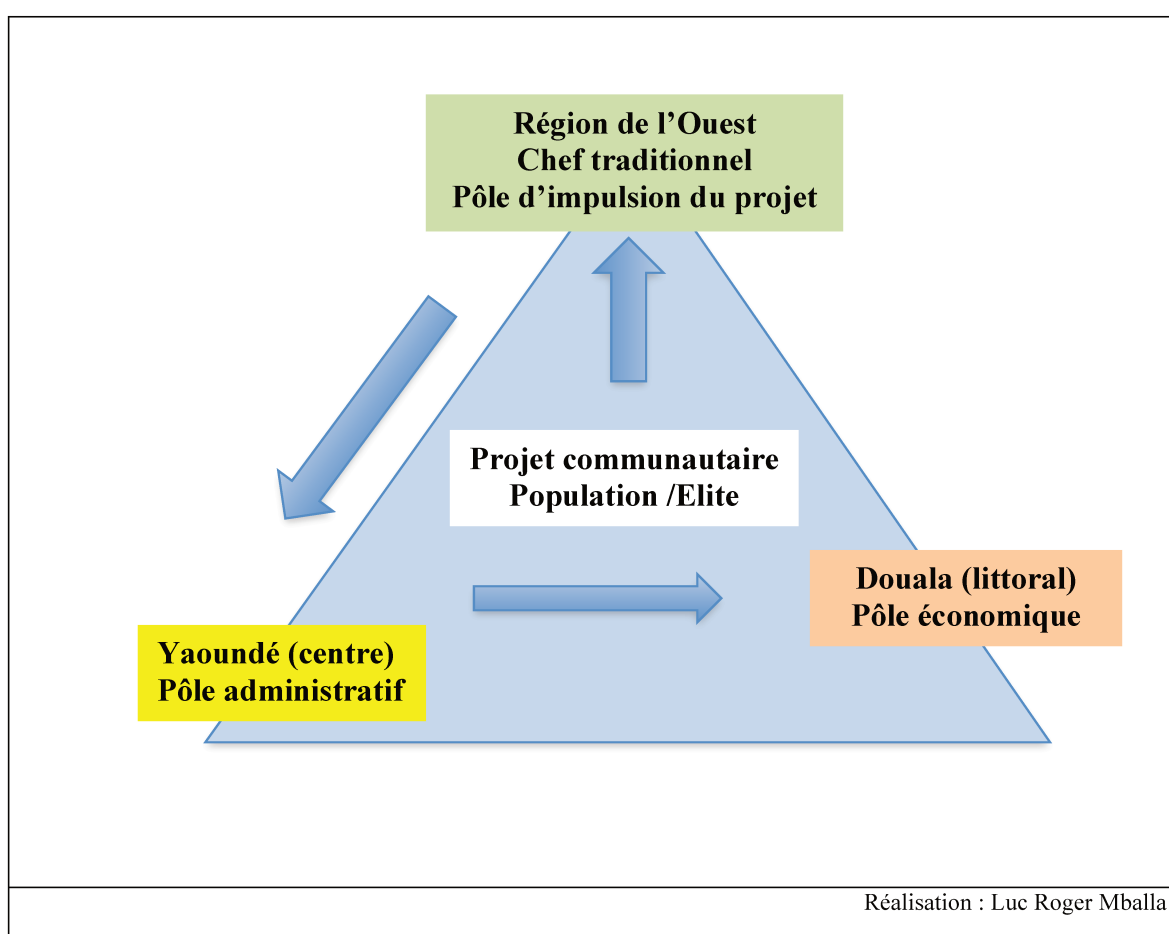 Région de l’Ouest
Chef traditionnel
Pôle d’impulsion du projet
Projet communautaire
Population /Elite
Douala (littoral)
Pôle économique
Yaoundé (centre)
Pôle administratif
Réalisation : Luc Roger Mballa